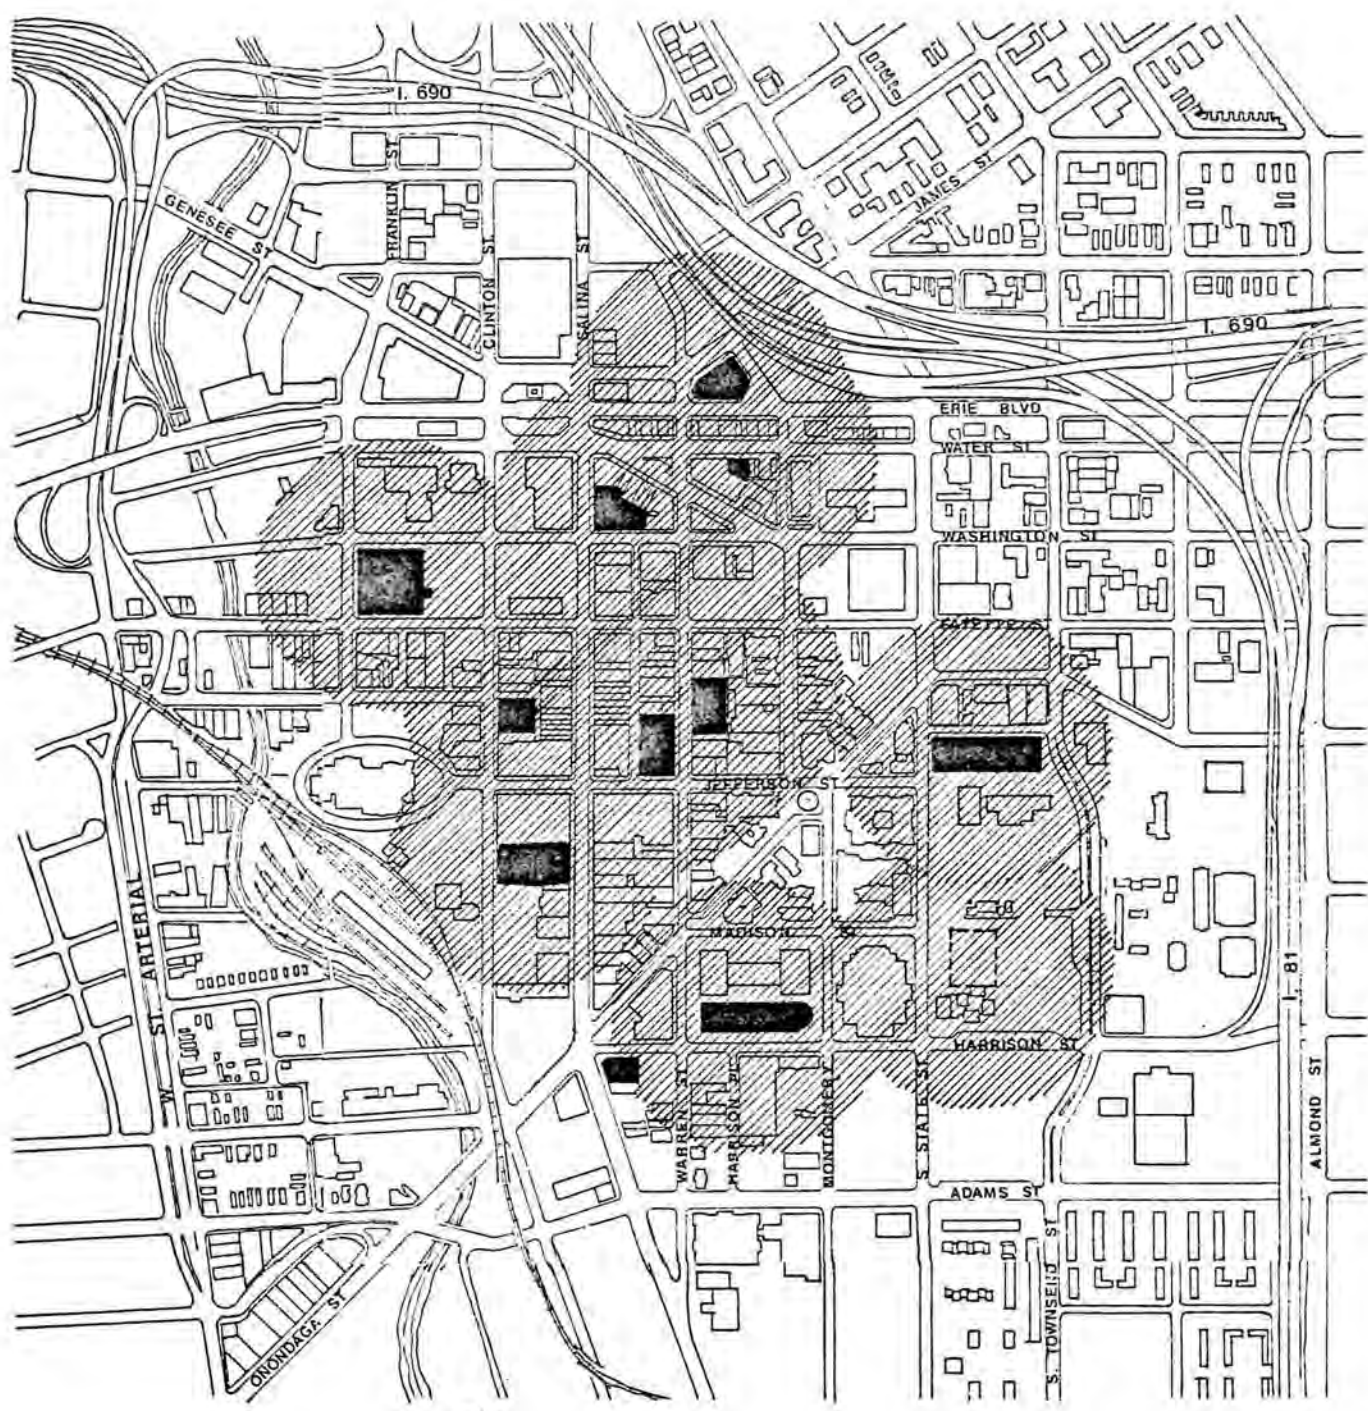 I. 690
FRANKLIN ST
JAMES ST
GENESEE ST
CLINTON ST.
SALINA ST
I. 690
ERIE BLVD
WATER ST.
WASHINGTON ST
FAYETTE ST
JEFFERSON ST
W. ST. ARTERIAL
MADISON ST
I. 81
HARRISON ST
WARREN ST
HARRISON PL
MONTGOMERY
S STATE ST
ALMOND ST
ADAMS ST
S. TOWNSEND ST
ONONDAGA ST